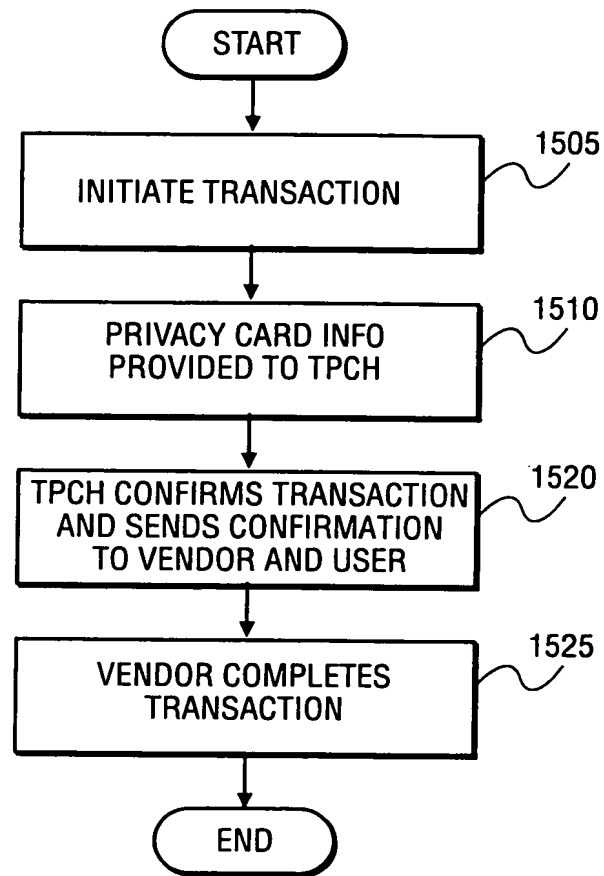 START
1505
INITIATE TRANSACTION
1510
PRIVACY CARD INFO
PROVIDED TO TPCH
1520
TPCH CONFIRMS TRANSACTION
AND SENDS CONFIRMATION
TO VENDOR AND USER
1525
VENDOR COMPLETES
TRANSACTION
END